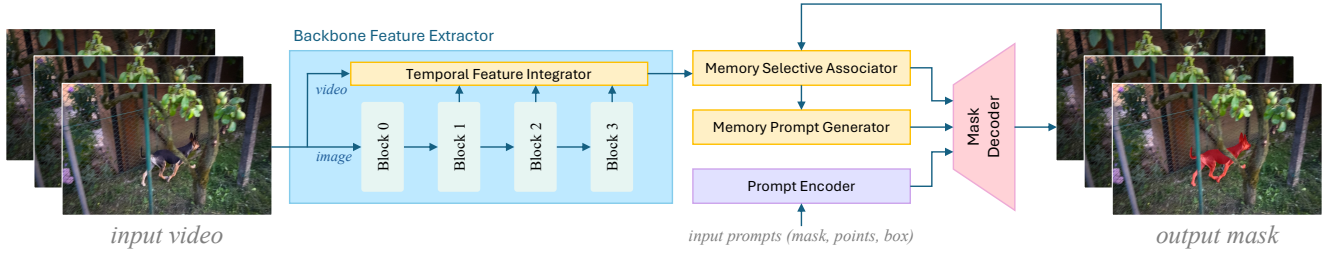 Backbone Feature Extractor
video
Temporal Feature Integrator
image
Block 0
Block 1
Block 2
Block 3
Memory Selective Associator
Memory Prompt Generator
Prompt Encoder
Mask
Decoder
input video
input prompts (mask, points, box)
output mask